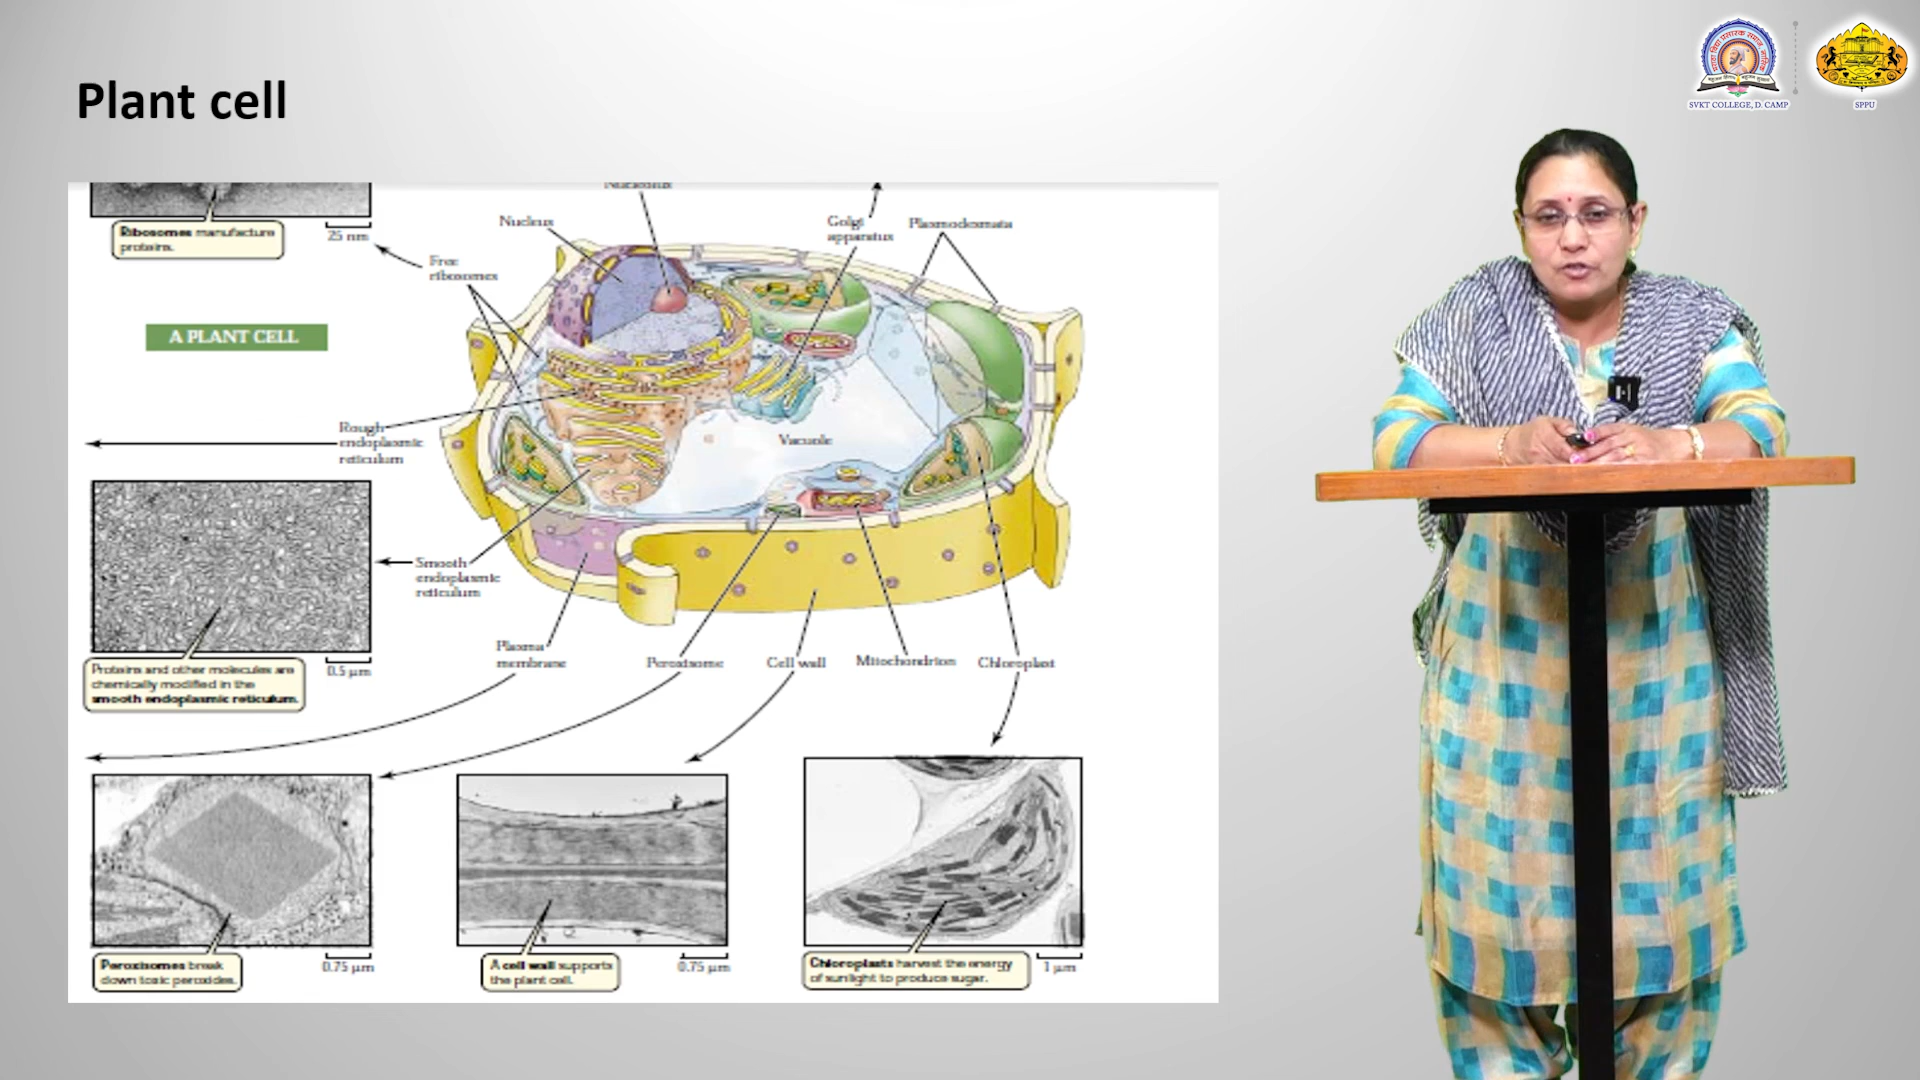 Plant cell
SVKT COLLEGE, D. CAMP
SPPU
Nucleolus
Nucleus
Golgi
apparatus
Plasmodesmata
Ribosomes manufacture
proteins.
25 nm
Free
ribosomes
A PLANT CELL
Rough
endoplasmic
reticulum
Vacuole
Smooth
endoplasmic
reticulum
Plasma
membrane
Peroxisome
Cell wall
Mitochondrion
Chloroplast
Proteins and other molecules are
chemically modified in the
smooth endoplasmic reticulum.
0.5 µm
Peroxisomes break
down toxic peroxides.
0.75 µm
A cell wall supports
the plant cell.
0.75 µm
Chloroplasts harvest the energy
of sunlight to produce sugar.
1 µm